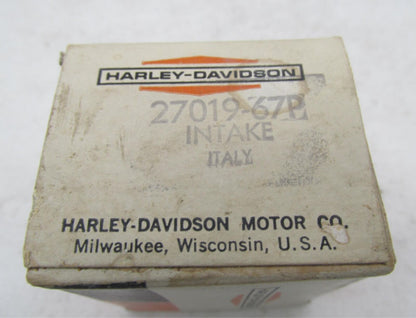 HARLEY-DAVIDSON
27019-67P
INTAKE
ITALY
HARLEY-DAVIDSON MOTOR CO.
Milwaukee, Wisconsin, U.S.A.